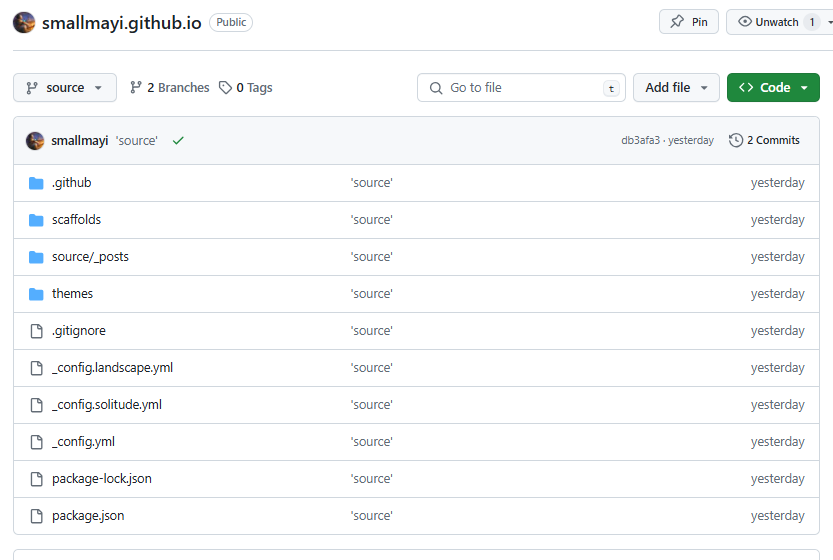 smallmayi.github.io Public Pin Unwatch 1
source 2 Branches 0 Tags Go to file t Add file Code
smallmayi 'source' db3afa3 · yesterday 2 Commits
.github 'source' yesterday
scaffolds 'source' yesterday
source/_posts 'source' yesterday
themes 'source' yesterday
.gitignore 'source' yesterday
_config.landscape.yml 'source' yesterday
_config.solitude.yml 'source' yesterday
_config.yml 'source' yesterday
package-lock.json 'source' yesterday
package.json 'source' yesterday